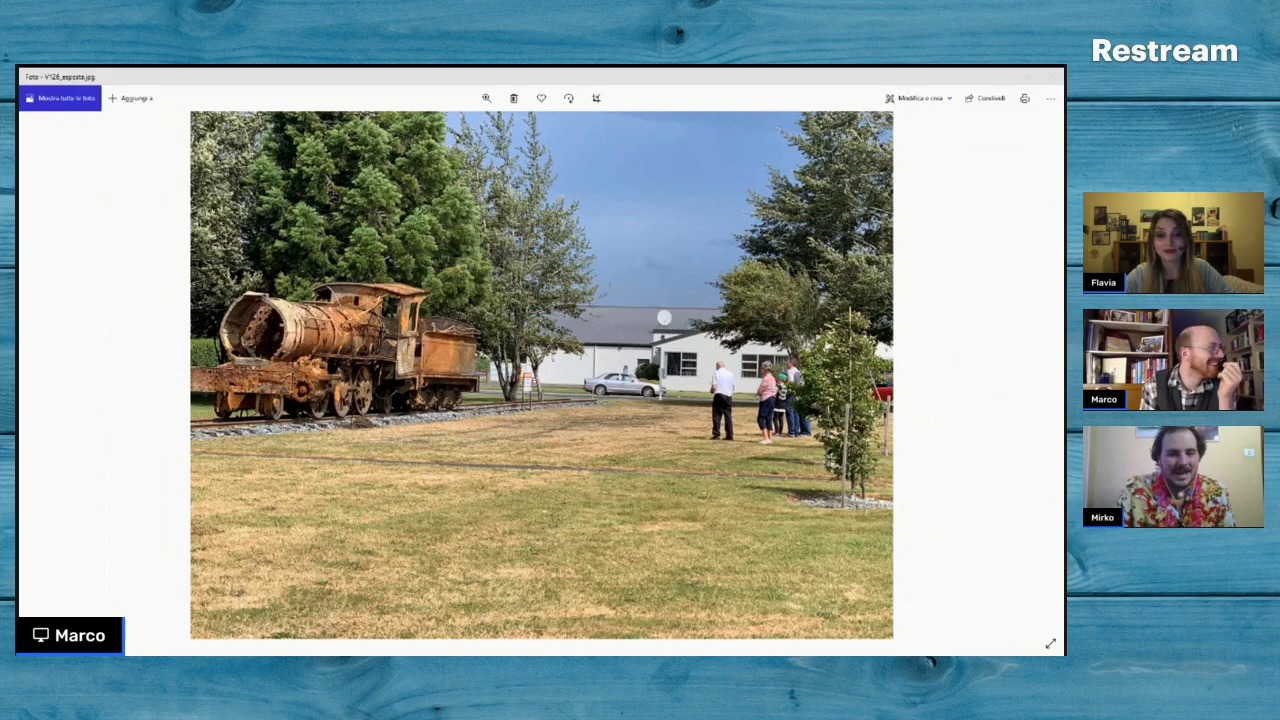 Restream
Foto - V126_esposta.jpg
Mostra tutte le foto
Aggiungi a
Modifica e crea
Condividi
Flavia
Marco
Mirko
Marco